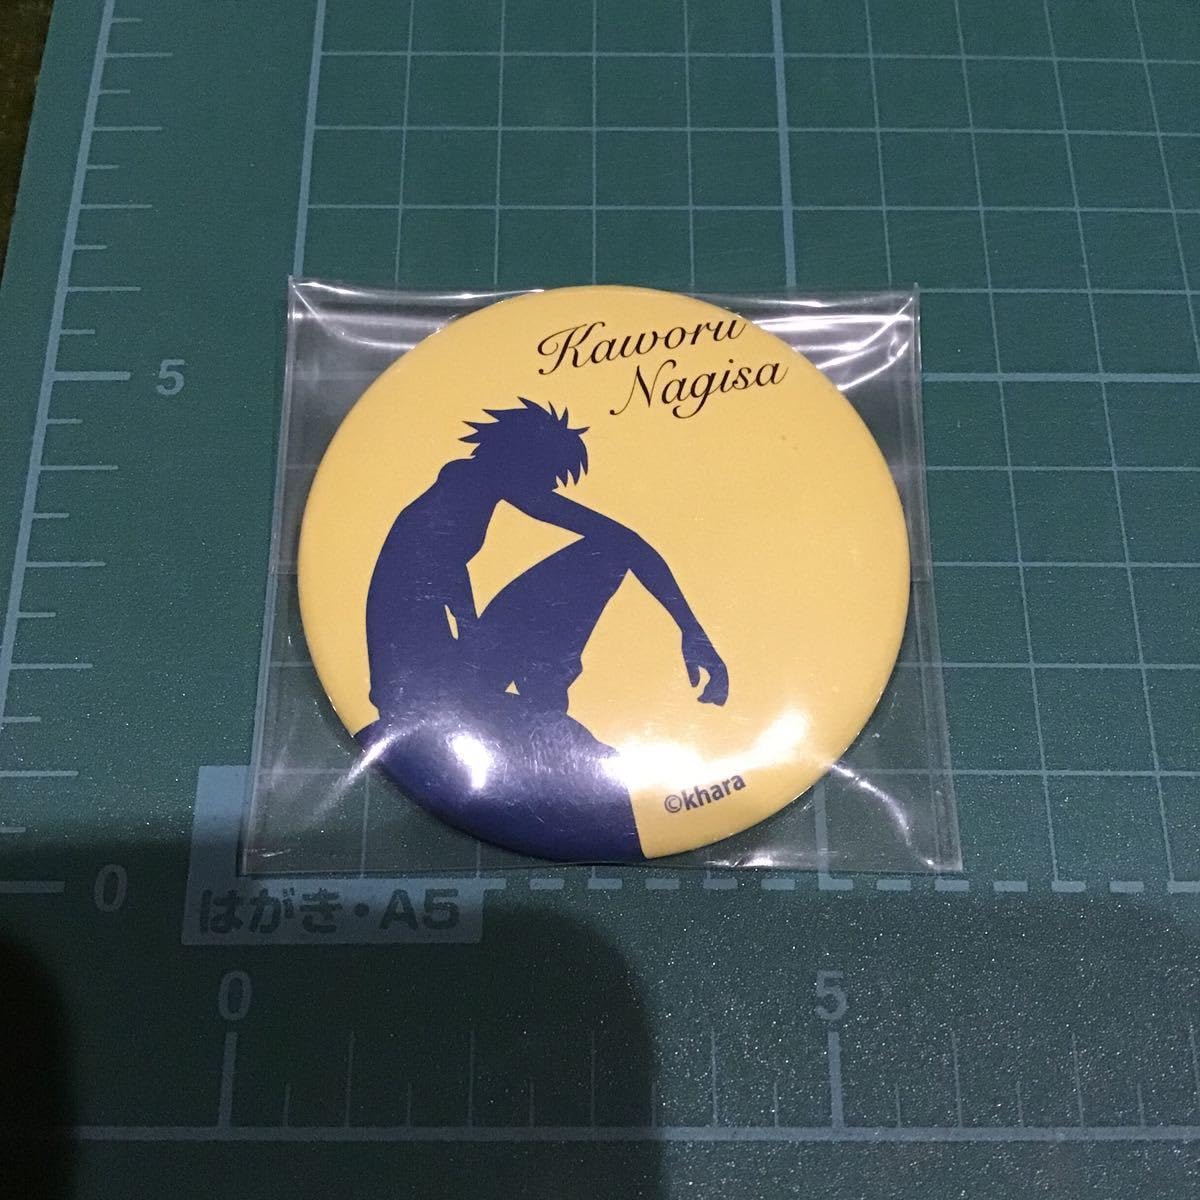 Kaworu
Nagisa
5
©khara
0
はがき・A5
0
5